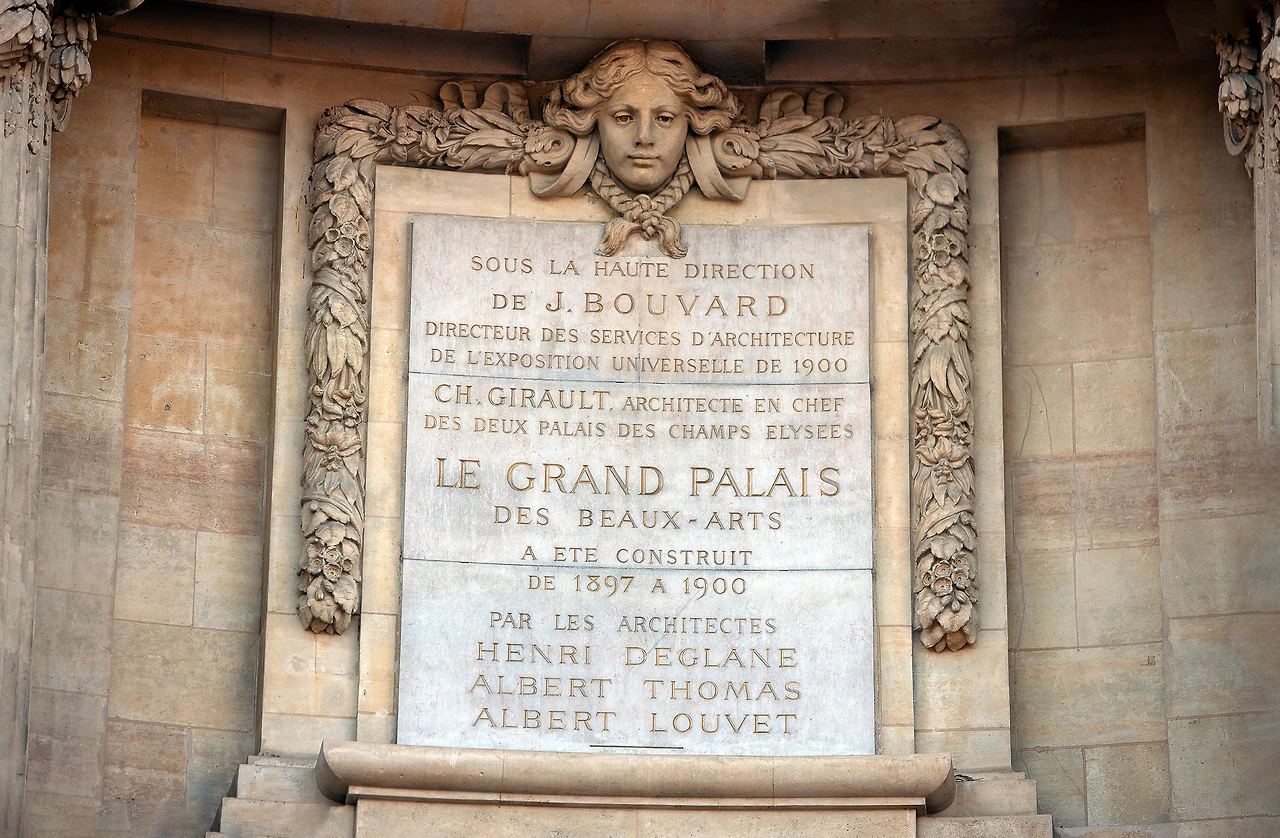 SOUS LA HAUTE DIRECTION
DE J. BOUVARD
DIRECTEUR DES SERVICES D'ARCHITECTURE
DE L'EXPOSITION UNIVERSELLE DE 1900
CH. GIRAULT, ARCHITECTE EN CHEF
DES DEUX PALAIS DES CHAMPS ELYSEES
LE GRAND PALAIS
DES BEAUX-ARTS
A ETE CONSTRUIT
DE 1897 A 1900
PAR LES ARCHITECTES
HENRI DEGLANE
ALBERT THOMAS
ALBERT LOUVET